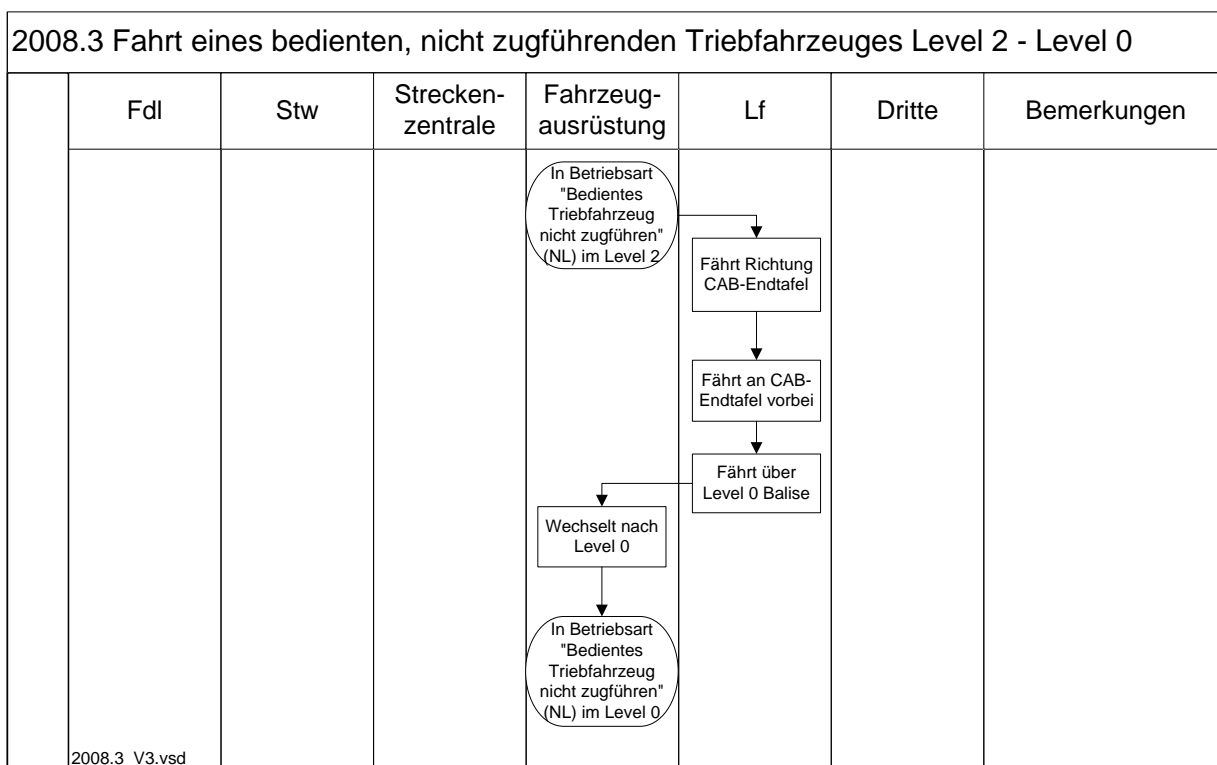 2008.3 Fahrt eines bedienten, nicht zugführenden Triebfahrzeuges Level 2 - Level 0
Fdl
Stw
Strecken-
zentrale
Fahrzeug-
ausrüstung
Lf
Dritte
Bemerkungen
In Betriebsart
"Bedientes
Triebfahrzeug
nicht zugführen"
(NL) im Level 2
Fährt Richtung
CAB-Endtafel
Fährt an CAB-
Endtafel vorbei
Fährt über
Level 0 Balise
Wechselt nach
Level 0
In Betriebsart
"Bedientes
Triebfahrzeug
nicht zugführen"
(NL) im Level 0
2008.3_V3.vsd